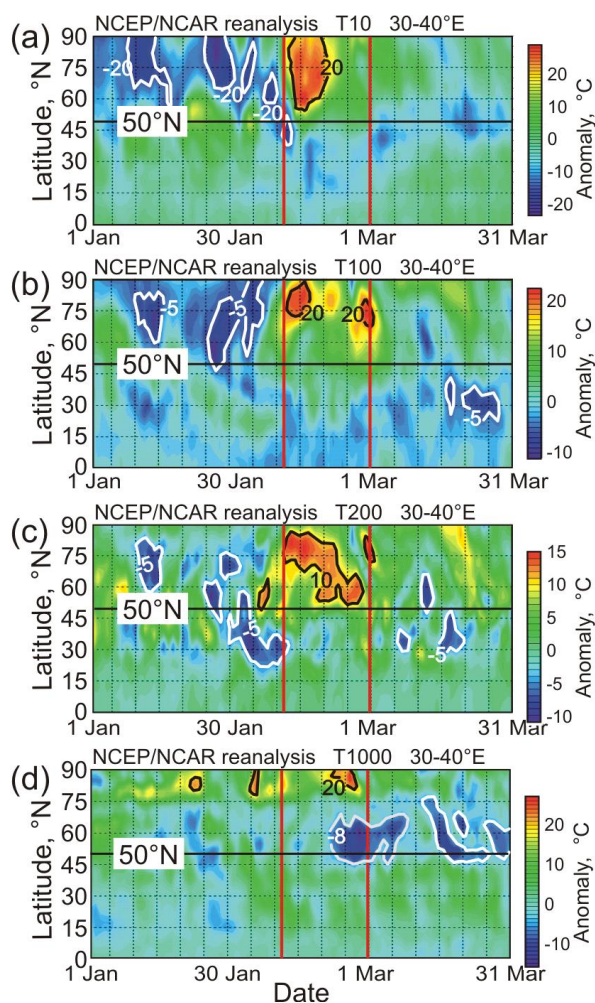 (a) NCEP/NCAR reanalysis T10 30-40°E
90
75
60
45
30
15
0
Latitude, °N
-20
-20
-20
20
50°N
1 Jan 30 Jan 1 Mar 31 Mar
20
10
0
-10
-20
Anomaly, °C
(b) NCEP/NCAR reanalysis T100 30-40°E
90
75
60
45
30
15
0
Latitude, °N
-5
-5
20
20
-5
50°N
1 Jan 30 Jan 1 Mar 31 Mar
20
10
0
-10
Anomaly, °C
(c) NCEP/NCAR reanalysis T200 30-40°E
90
75
60
45
30
15
0
Latitude, °N
-5
10
-5
-5
50°N
1 Jan 30 Jan 1 Mar 31 Mar
15
10
5
0
-5
-10
Anomaly, °C
(d) NCEP/NCAR reanalysis T1000 30-40°E
90
75
60
45
30
15
0
Latitude, °N
20
-8
50°N
1 Jan 30 Jan 1 Mar 31 Mar
Date
20
10
0
-10
Anomaly, °C